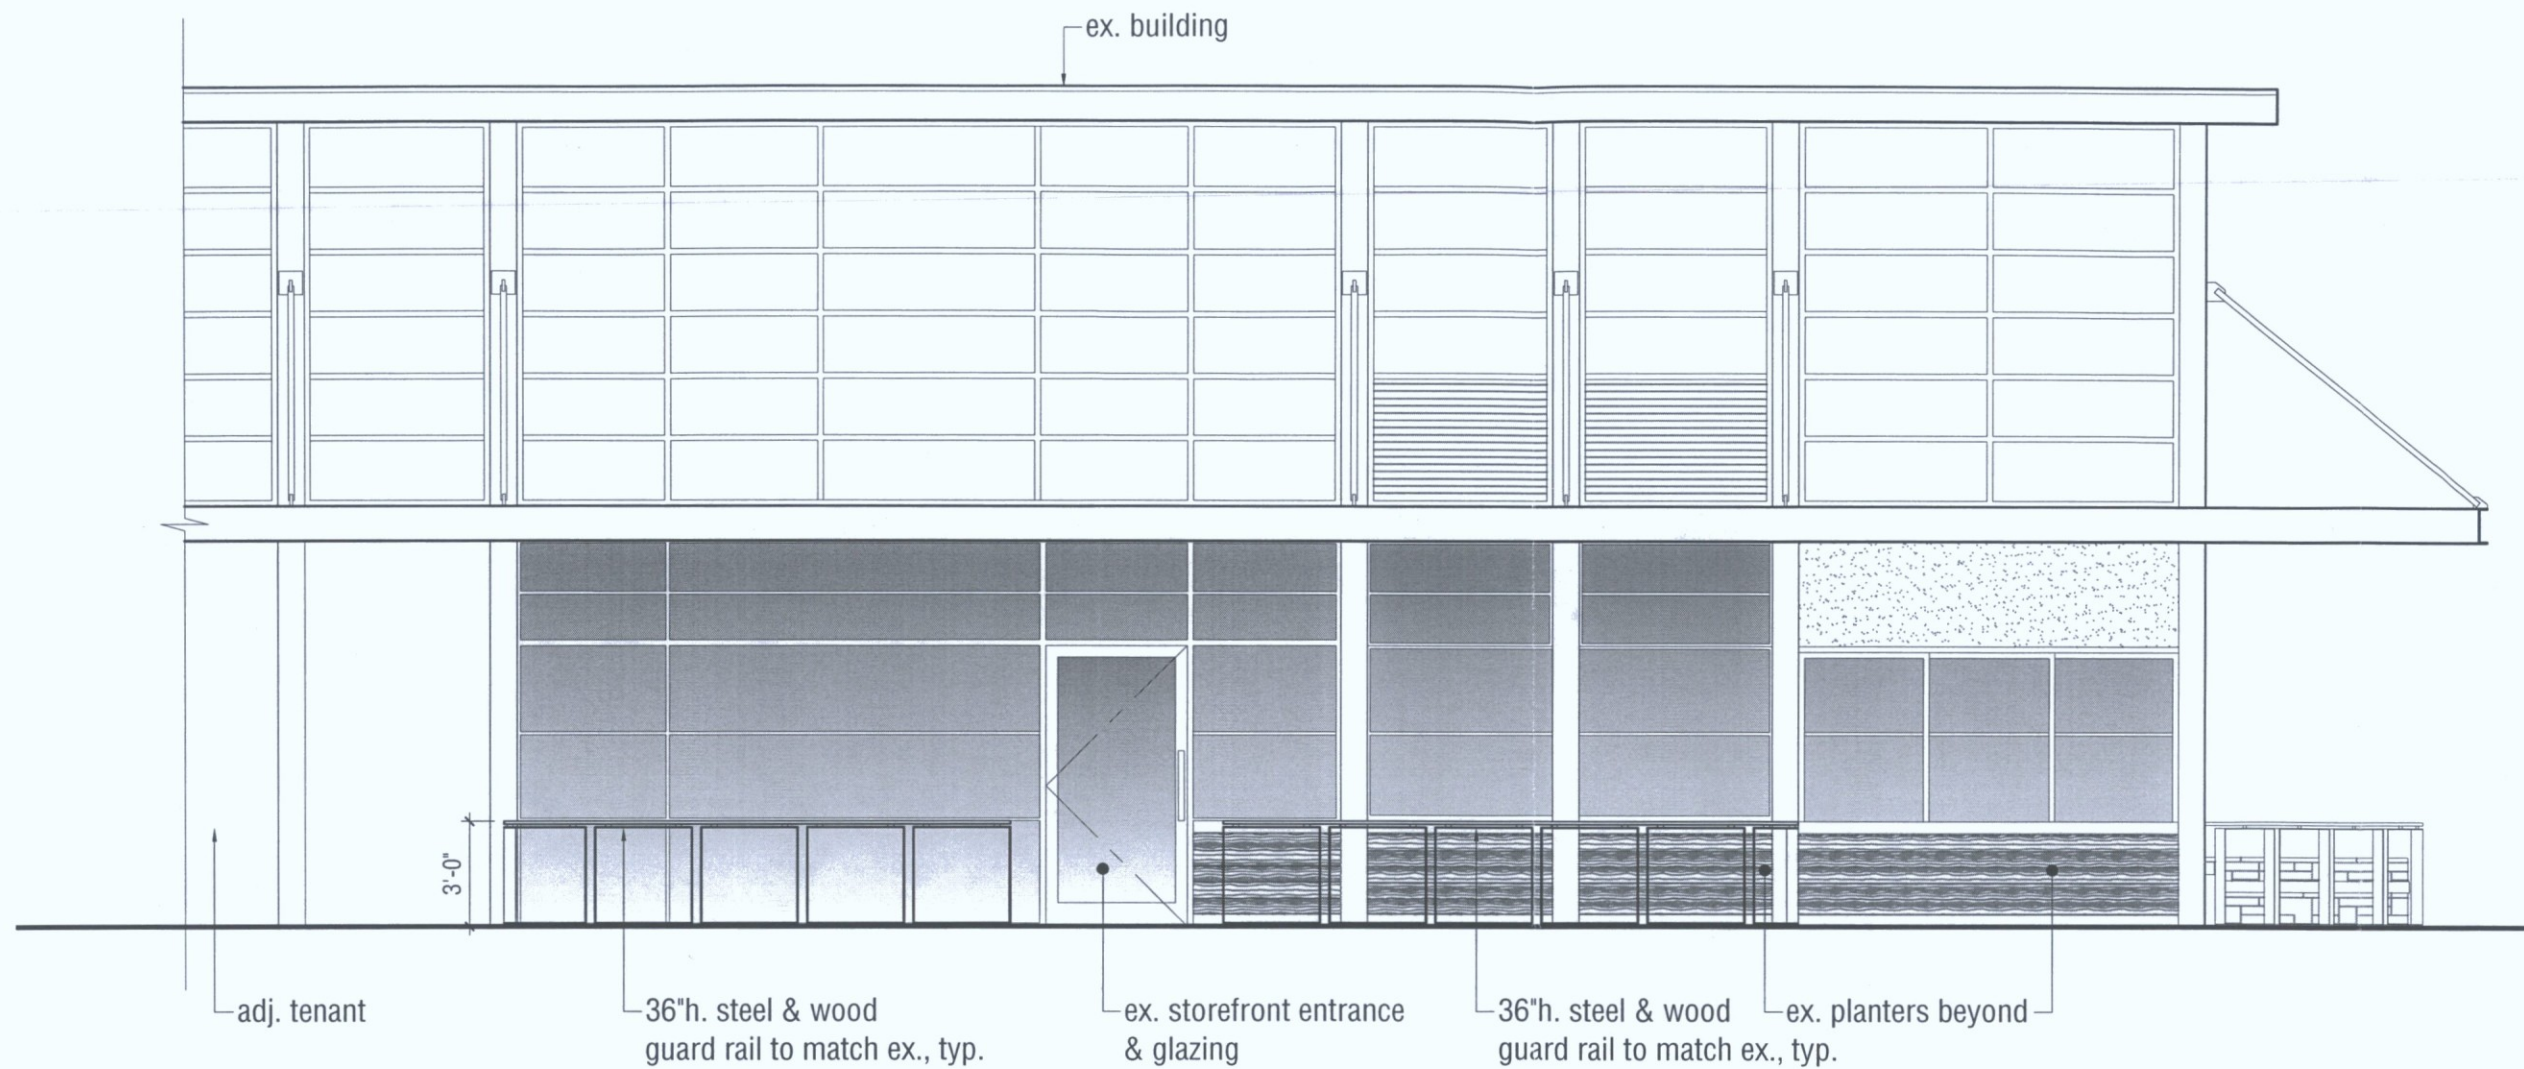 ex. building
3'-0"
adj. tenant
36"h. steel & wood
guard rail to match ex., typ.
ex. storefront entrance
& glazing
36"h. steel & wood
guard rail to match ex., typ.
ex. planters beyond